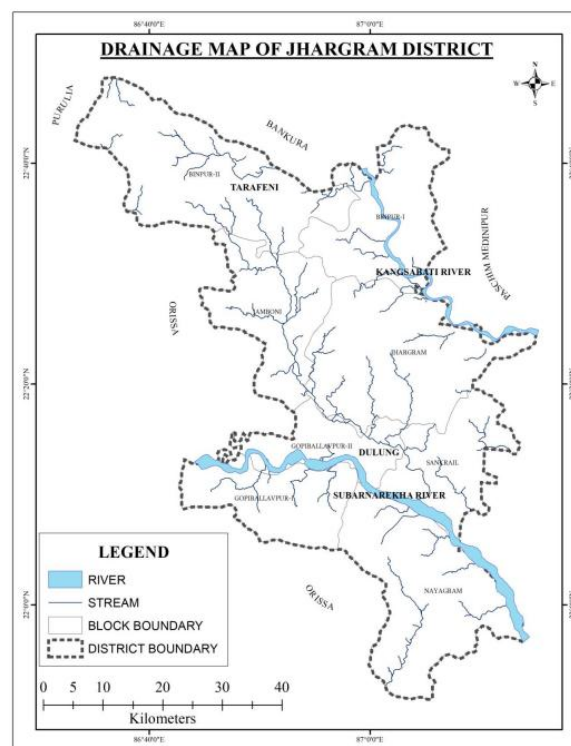 86°40'0"E
87°0'0"E
DRAINAGE MAP OF JHARGRAM DISTRICT
N
W E
S
PURULIA
BANKURA
22°40'0"N
BINPUR-II
TARAFENI
BINPUR-I
KANGSABATI RIVER
PASCHIM MEDINIPUR
ORISSA
JAMBONI
JHARGRAM
22°20'0"N
GOPIBALLAVPUR-II
DULUNG
SANKRAIL
GOPIBALLAVPUR-I
SUBARNAREKHA RIVER
NAYAGRAM
ORISSA
22°0'0"N
LEGEND
RIVER
STREAM
BLOCK BOUNDARY
DISTRICT BOUNDARY
0 5 10 20 30 40
Kilometers
86°40'0"E
87°0'0"E